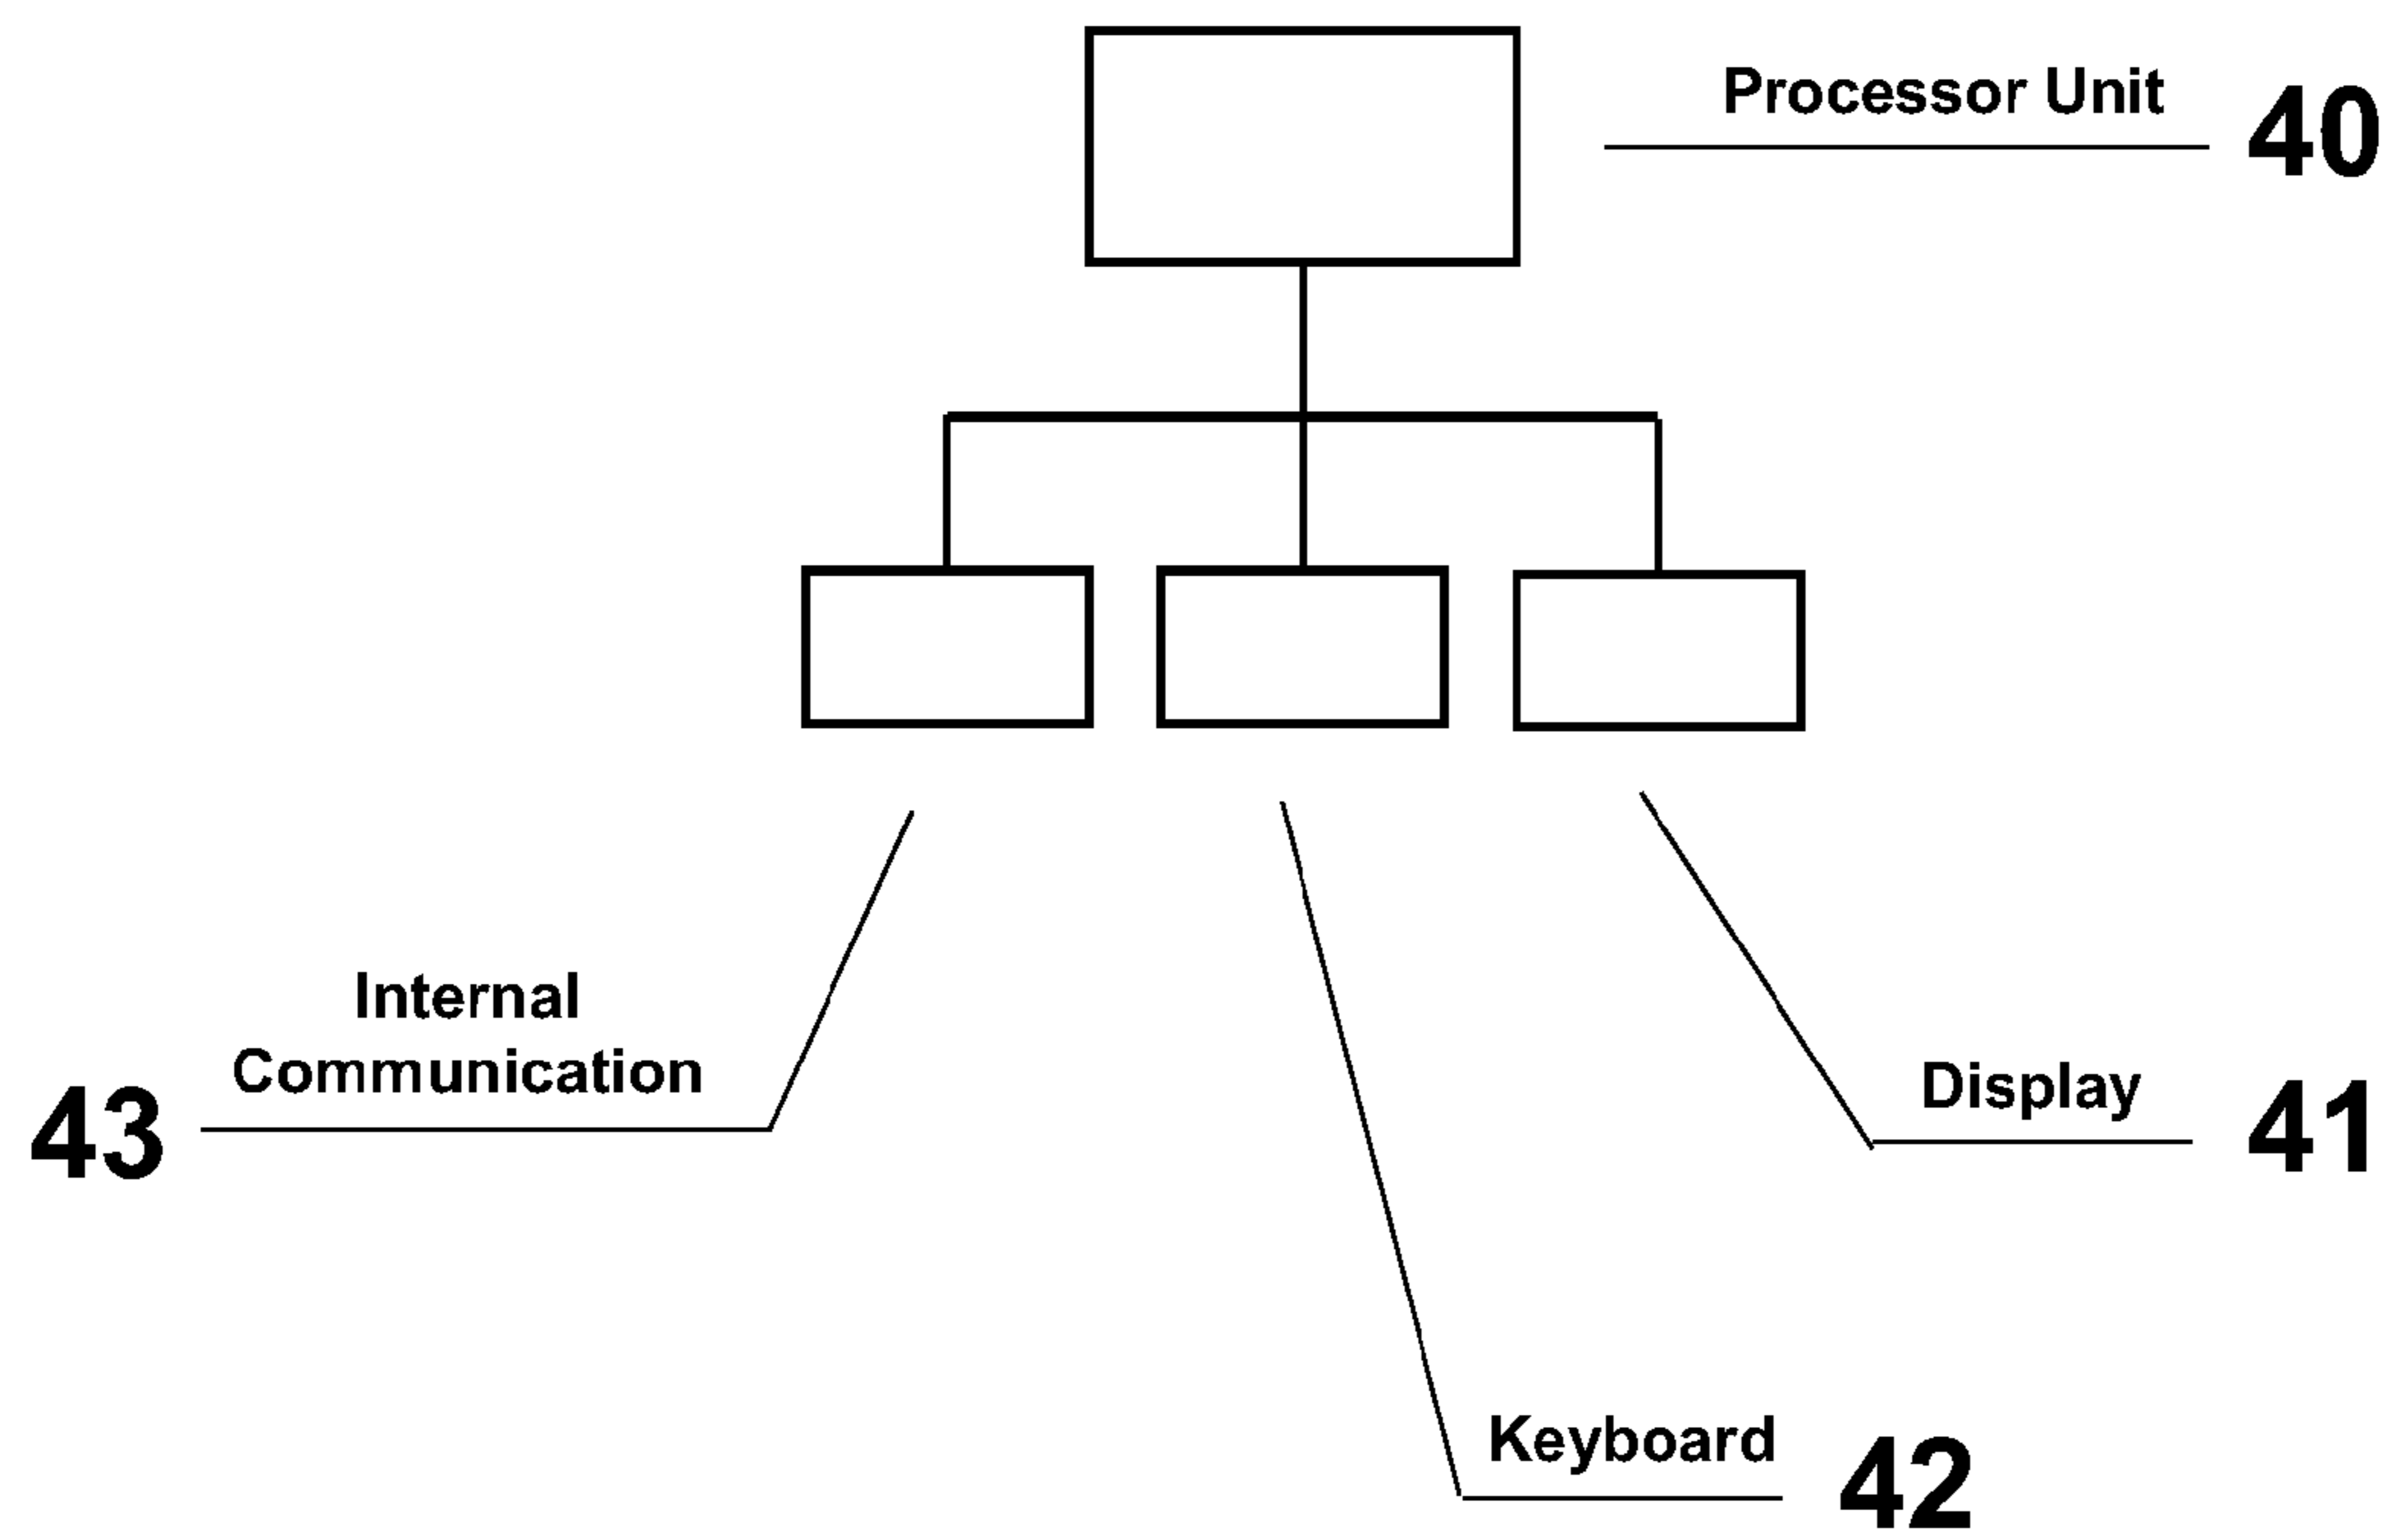 Processor Unit 40
Internal
Communication
43
Display 41
Keyboard 42